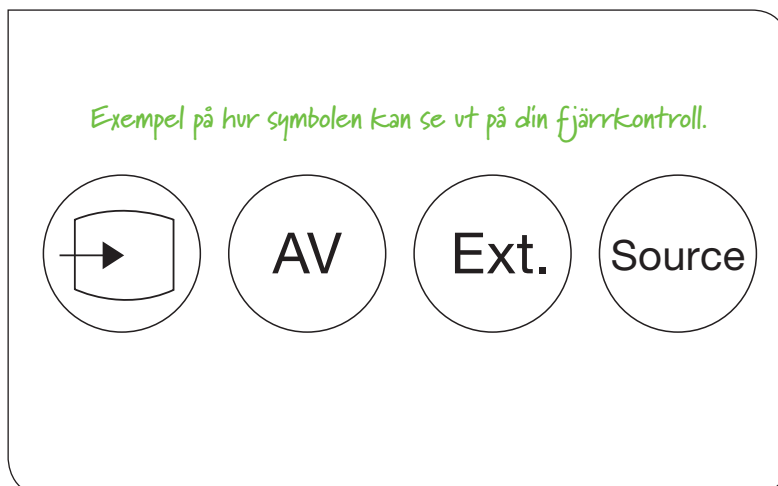 Exempel på hur symbolen kan se ut på din fjärrkontroll.
AV Ext. Source